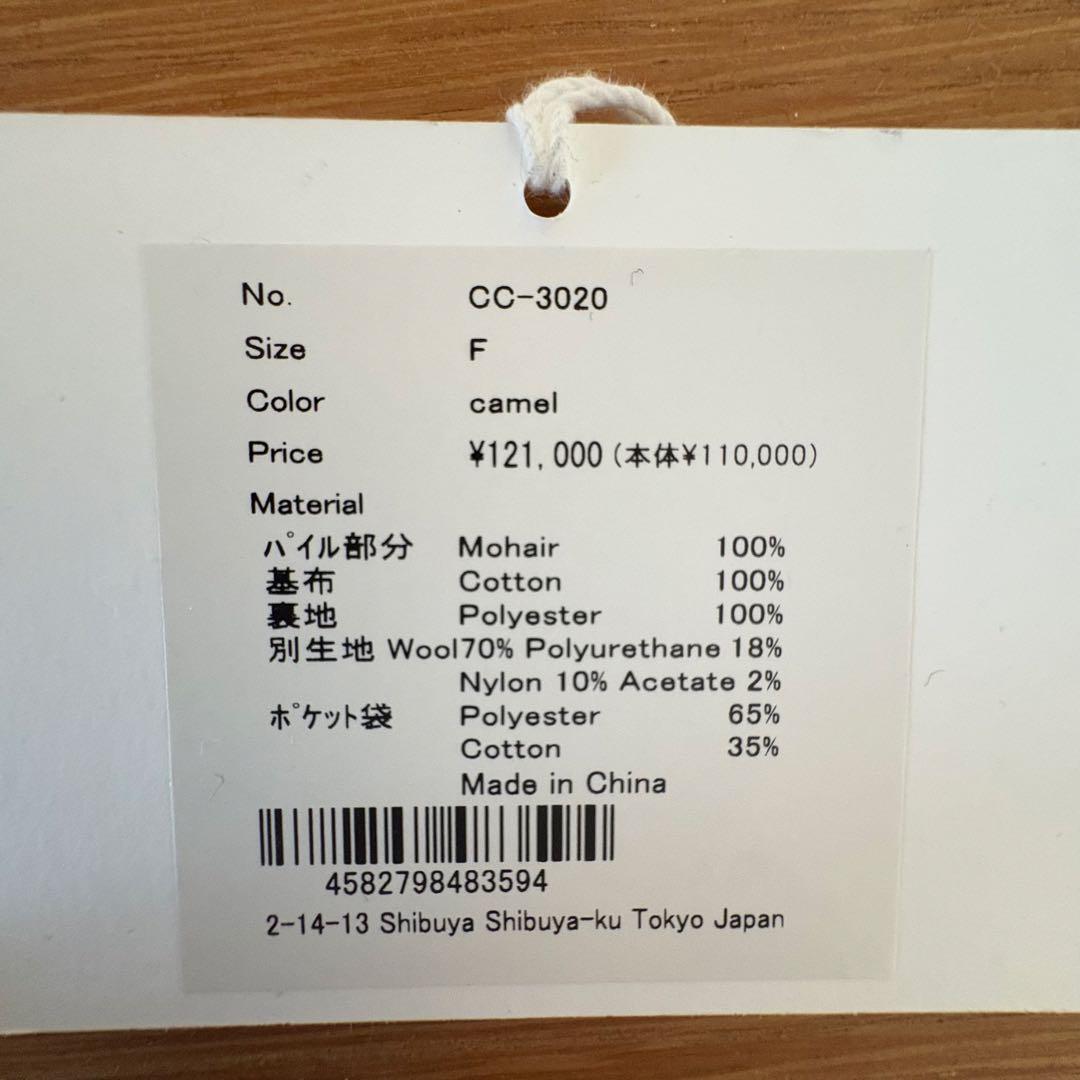 No. CC-3020
Size F
Color camel
Price ¥121,000 (本体¥110,000)
Material
パイル部分 Mohair 100%
基布 Cotton 100%
裏地 Polyester 100%
別生地 Wool70% Polyurethane 18%
Nylon 10% Acetate 2%
ポケット袋 Polyester 65%
Cotton 35%
Made in China
4582798483594
2-14-13 Shibuya Shibuya-ku Tokyo Japan